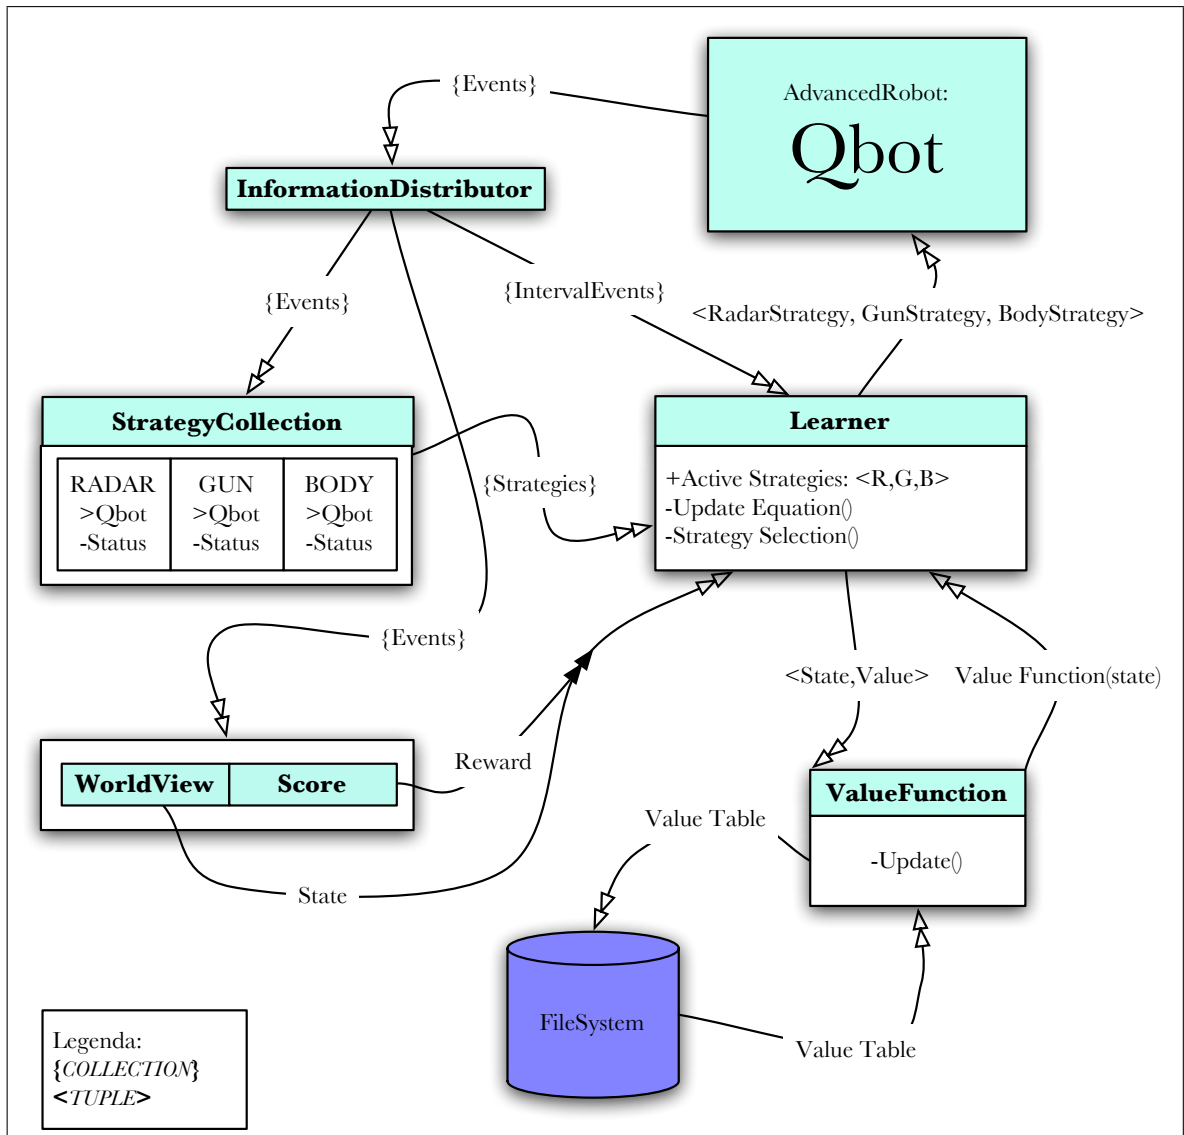 {Events}
AdvancedRobot:
Qbot
InformationDistributor
{Events}
{IntervalEvents}
<RadarStrategy, GunStrategy, BodyStrategy>
StrategyCollection
RADAR
>Qbot
-Status
GUN
>Qbot
-Status
BODY
>Qbot
-Status
{Strategies}
Learner
+Active Strategies: <R,G,B>
-Update Equation()
-Strategy Selection()
{Events}
<State,Value>
Value Function(state)
WorldView
Score
Reward
State
ValueFunction
-Update()
Value Table
FileSystem
Value Table
Legenda:
{COLLECTION}
<TUPLE>